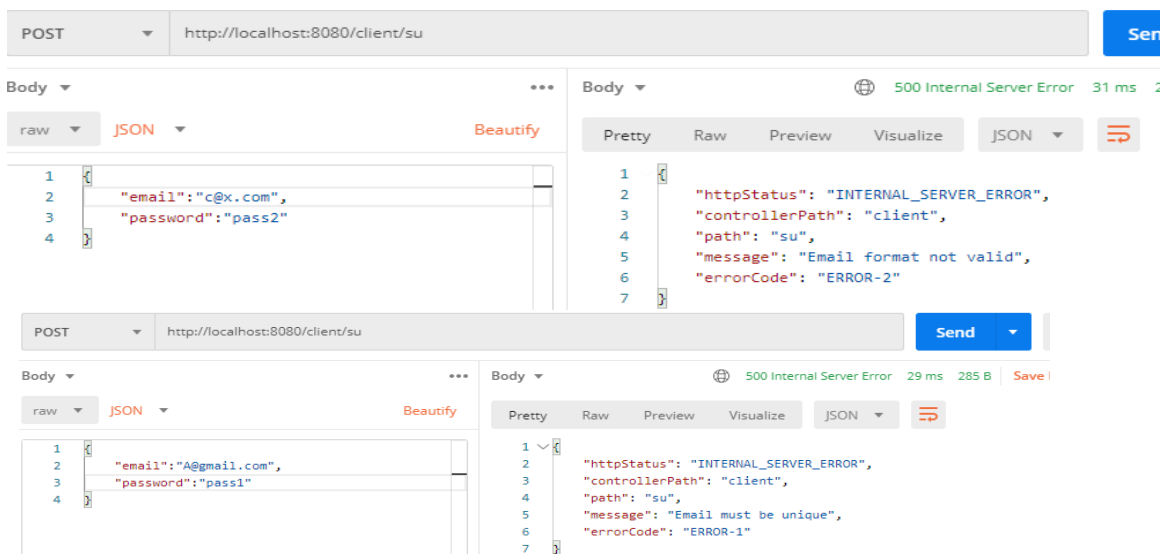 POST http://localhost:8080/client/su Sen
Body ••• Body 500 Internal Server Error 31 ms 2
raw JSON Beautify Pretty Raw Preview Visualize JSON
1 {
2 "email":"c@x.com",
3 "password":"pass2"
4 }
1 {
2 "httpStatus": "INTERNAL_SERVER_ERROR",
3 "controllerPath": "client",
4 "path": "su",
5 "message": "Email format not valid",
6 "errorCode": "ERROR-2"
7 }
POST http://localhost:8080/client/su Send
Body ••• Body 500 Internal Server Error 29 ms 285 B Save
raw JSON Beautify Pretty Raw Preview Visualize JSON
1 {
2 "email":"A@gmail.com",
3 "password":"pass1"
4 }
1 {
2 "httpStatus": "INTERNAL_SERVER_ERROR",
3 "controllerPath": "client",
4 "path": "su",
5 "message": "Email must be unique",
6 "errorCode": "ERROR-1"
7 }